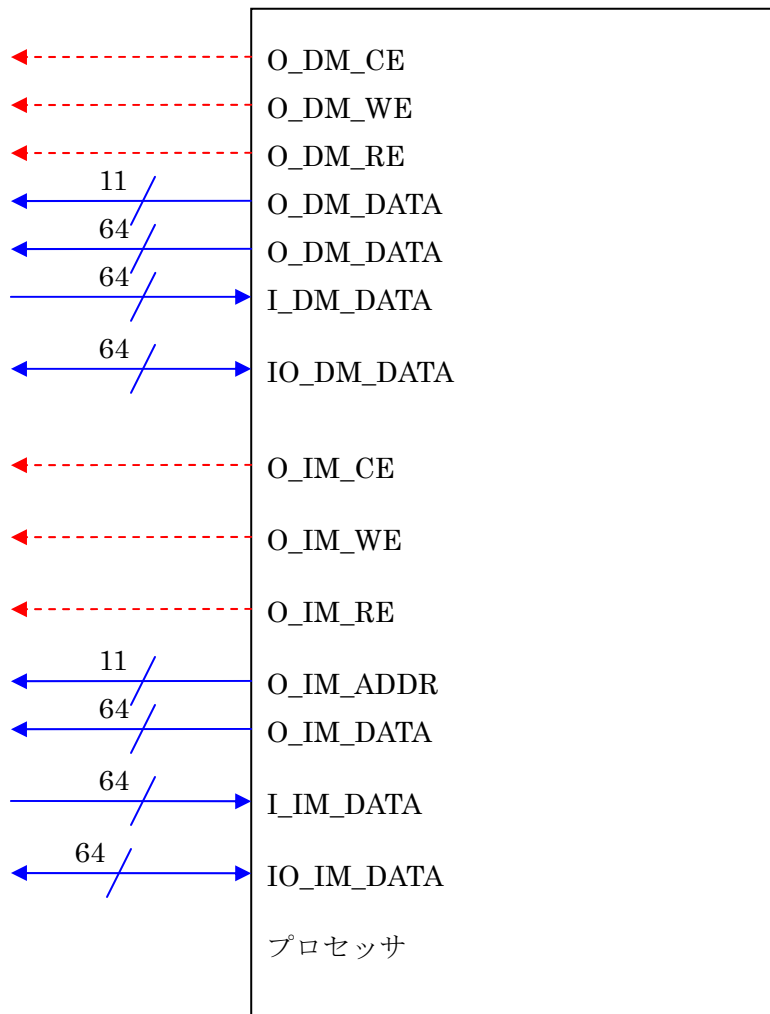 O_DM_CE
O_DM_WE
O_DM_RE
11
O_DM_DATA
64
O_DM_DATA
64
I_DM_DATA
64
IO_DM_DATA
O_IM_CE
O_IM_WE
O_IM_RE
11
O_IM_ADDR
64
O_IM_DATA
64
I_IM_DATA
64
IO_IM_DATA
プロセッサ